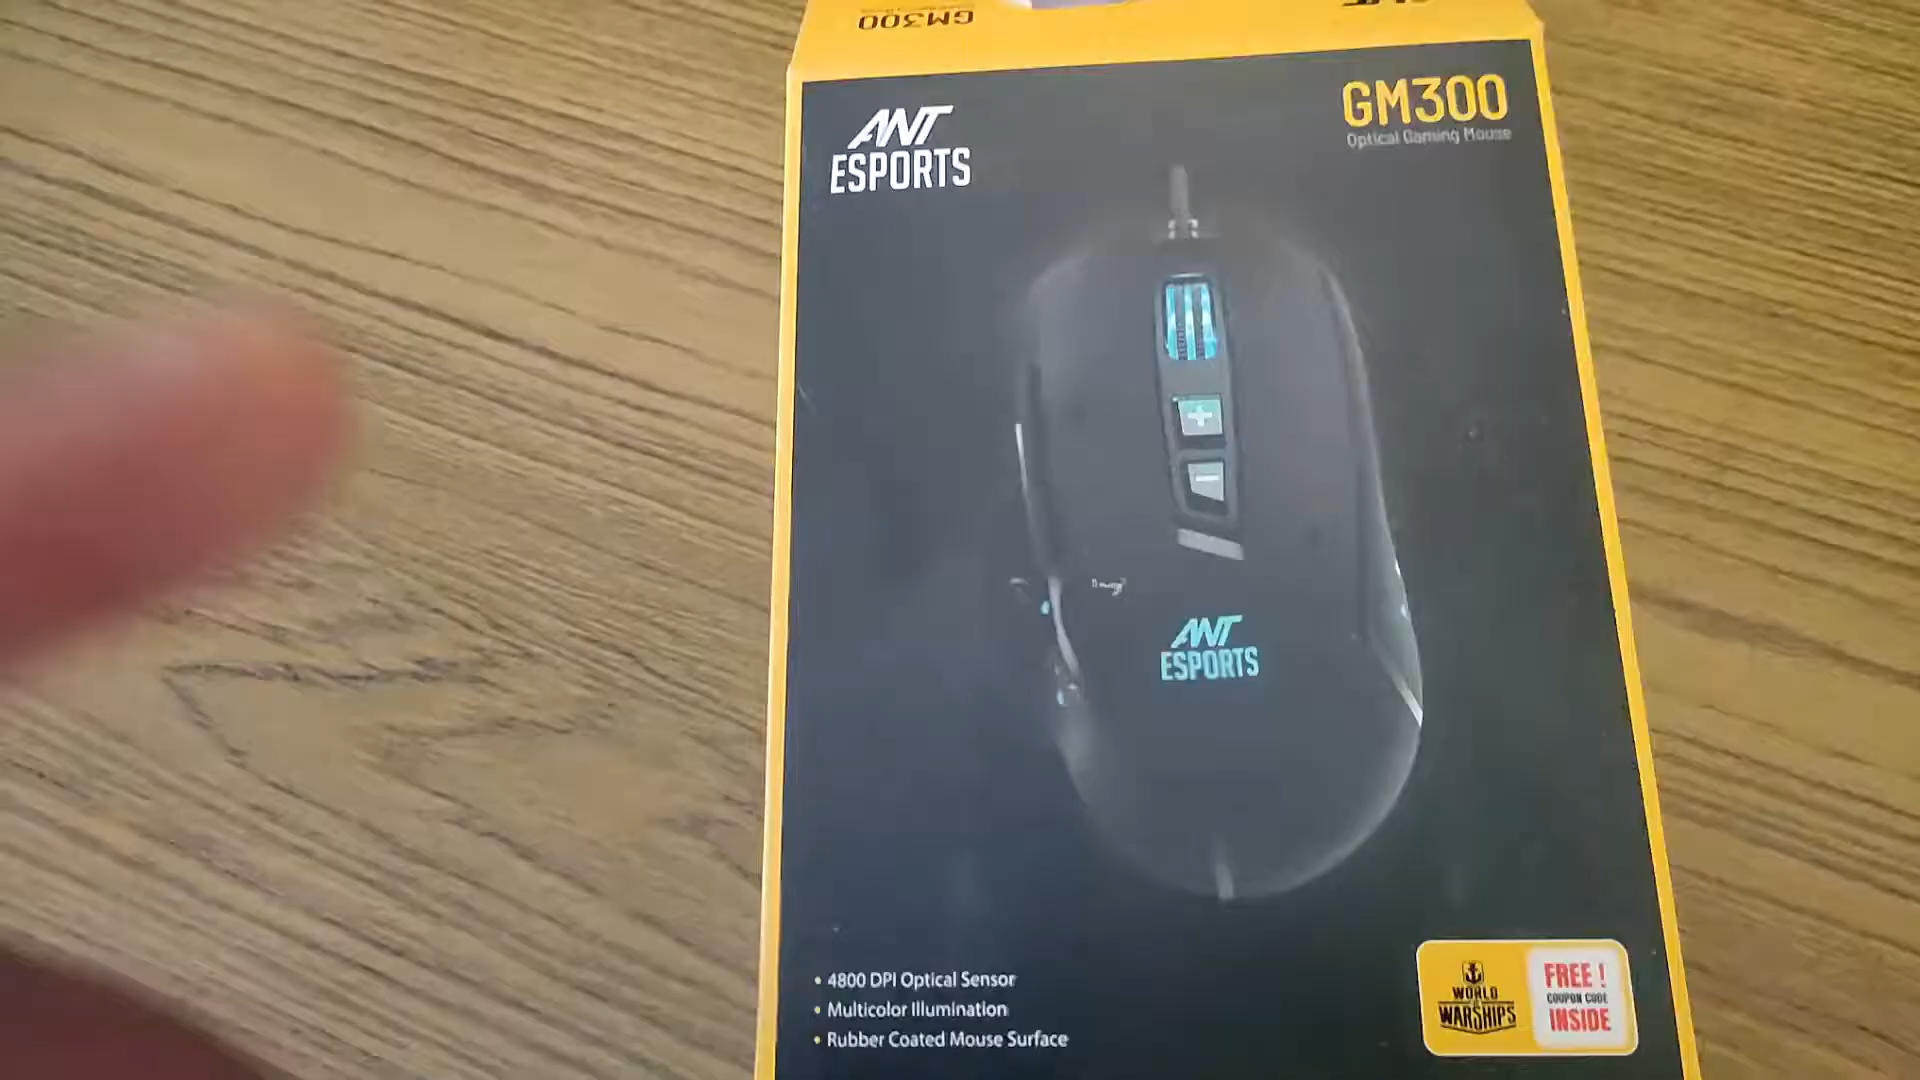 GM300
ANT
ESPORTS
GM300
Optical Gaming Mouse
ANT
ESPORTS
• 4800 DPI Optical Sensor
• Multicolor Illumination
• Rubber Coated Mouse Surface
WORLD
OF
WARSHIPS
FREE !
COUPON CODE
INSIDE